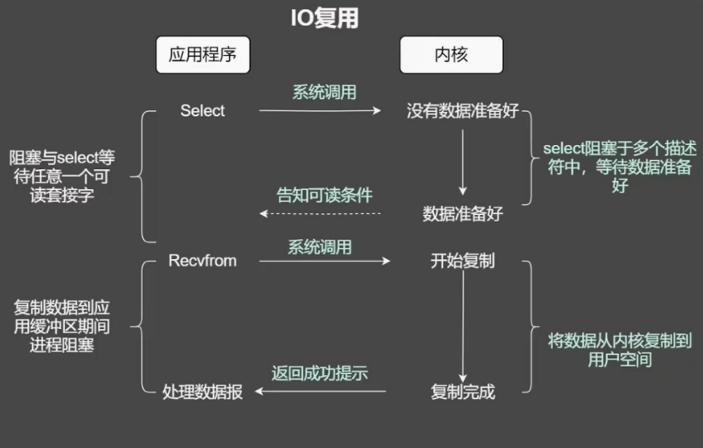 IO复用
应用程序
内核
系统调用
Select
没有数据准备好
阻塞与select等
待任意一个可
读套接字
select阻塞于多个描述
符中，等待数据准备
好
告知可读条件
数据准备好
系统调用
Recvfrom
开始复制
复制数据到应
用缓冲区期间
进程阻塞
将数据从内核复制到
用户空间
返回成功提示
处理数据报
复制完成